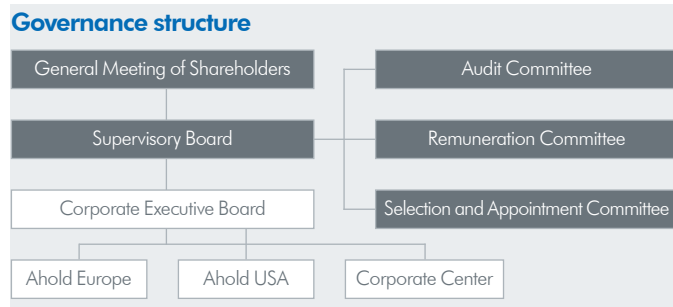 Governance structure
General Meeting of Shareholders
Audit Committee
Supervisory Board
Remuneration Committee
Corporate Executive Board
Selection and Appointment Committee
Ahold Europe
Ahold USA
Corporate Center